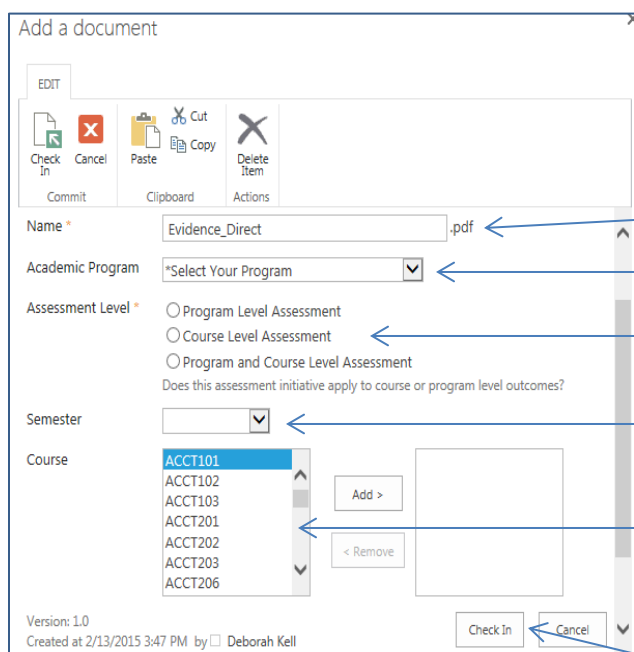 Add a document
EDIT
Check In
Cancel
Paste
Cut
Copy
Delete Item
Commit
Clipboard
Actions
Name *
Evidence_Direct
.pdf
Academic Program
*Select Your Program
Assessment Level *
Program Level Assessment
Course Level Assessment
Program and Course Level Assessment
Does this assessment initiative apply to course or program level outcomes?
Semester
Course
ACCT101
ACCT102
ACCT103
ACCT201
ACCT202
ACCT203
ACCT206
Add >
< Remove
Version: 1.0
Created at 2/13/2015 3:47 PM by Deborah Kell
Check In
Cancel